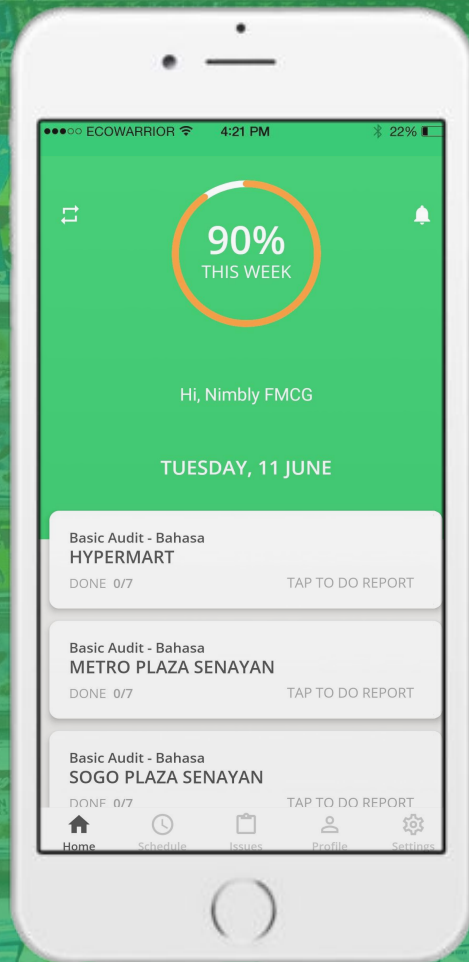 ●●●○○ ECOWARRIOR 4:21 PM 22%
90%
THIS WEEK
Hi, Nimbly FMCG
TUESDAY, 11 JUNE
Basic Audit - Bahasa
HYPERMART
DONE 0/7 TAP TO DO REPORT
Basic Audit - Bahasa
METRO PLAZA SENAYAN
DONE 0/7 TAP TO DO REPORT
Basic Audit - Bahasa
SOGO PLAZA SENAYAN
DONE 0/7 TAP TO DO REPORT
Home Schedule Issues Profile Settings